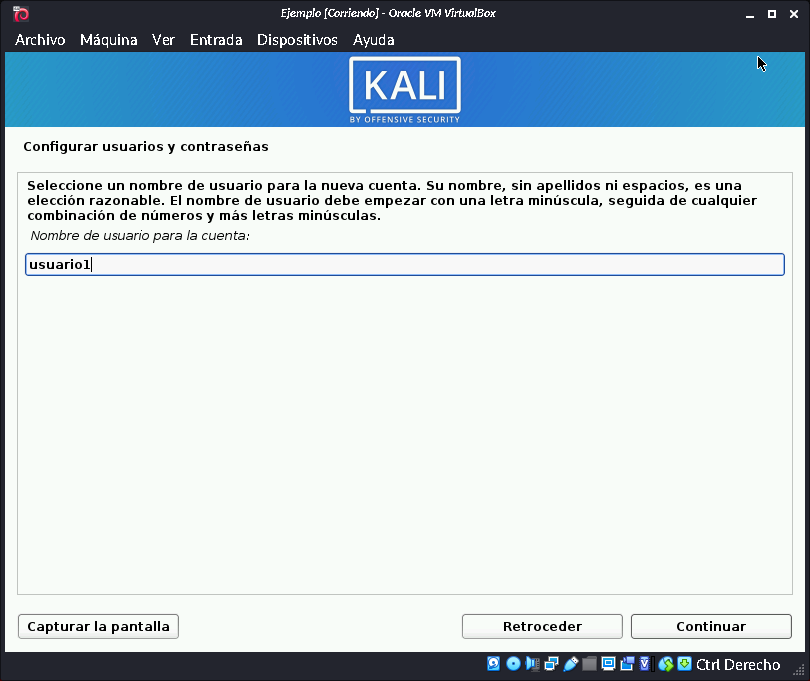 Ejemplo [Corriendo] - Oracle VM VirtualBox
Archivo Máquina Ver Entrada Dispositivos Ayuda
KALI
BY OFFENSIVE SECURITY
Configurar usuarios y contraseñas
Seleccione un nombre de usuario para la nueva cuenta. Su nombre, sin apellidos ni espacios, es una
elección razonable. El nombre de usuario debe empezar con una letra minúscula, seguida de cualquier
combinación de números y más letras minúsculas.
Nombre de usuario para la cuenta:
usuario1
Capturar la pantalla Retroceder Continuar
Ctrl Derecho